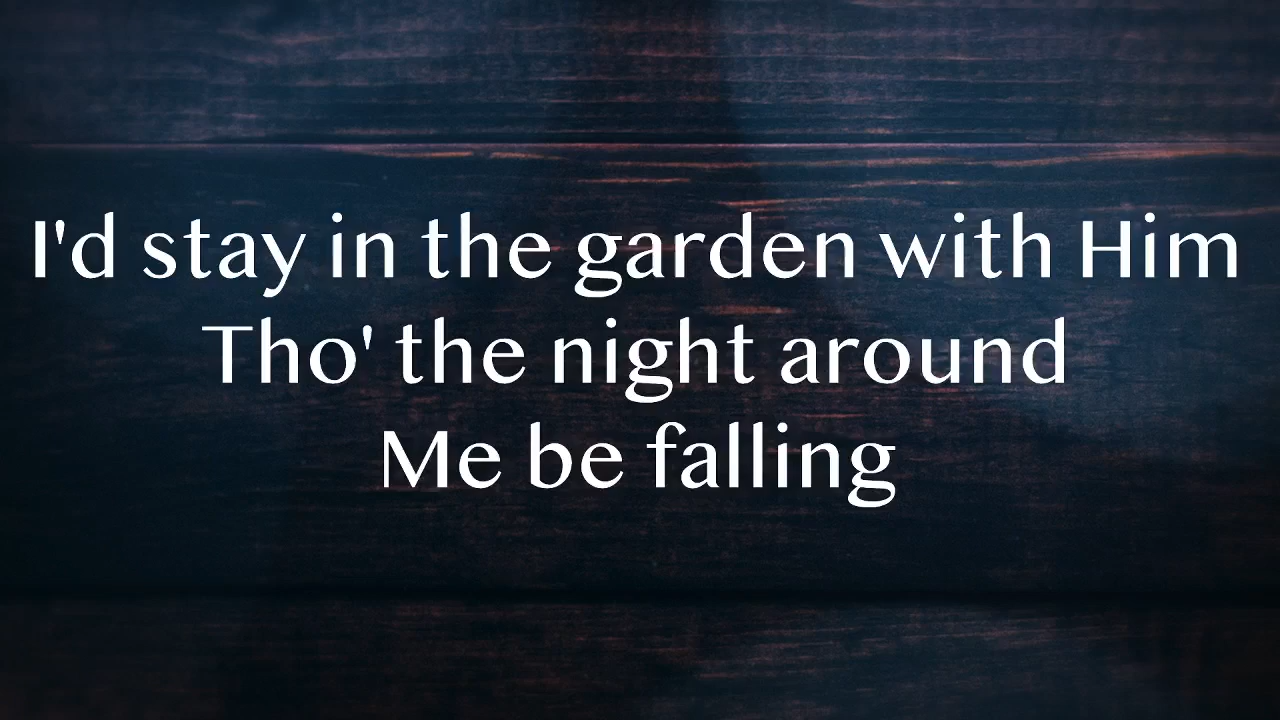 I'd stay in the garden with Him
Tho' the night around
Me be falling